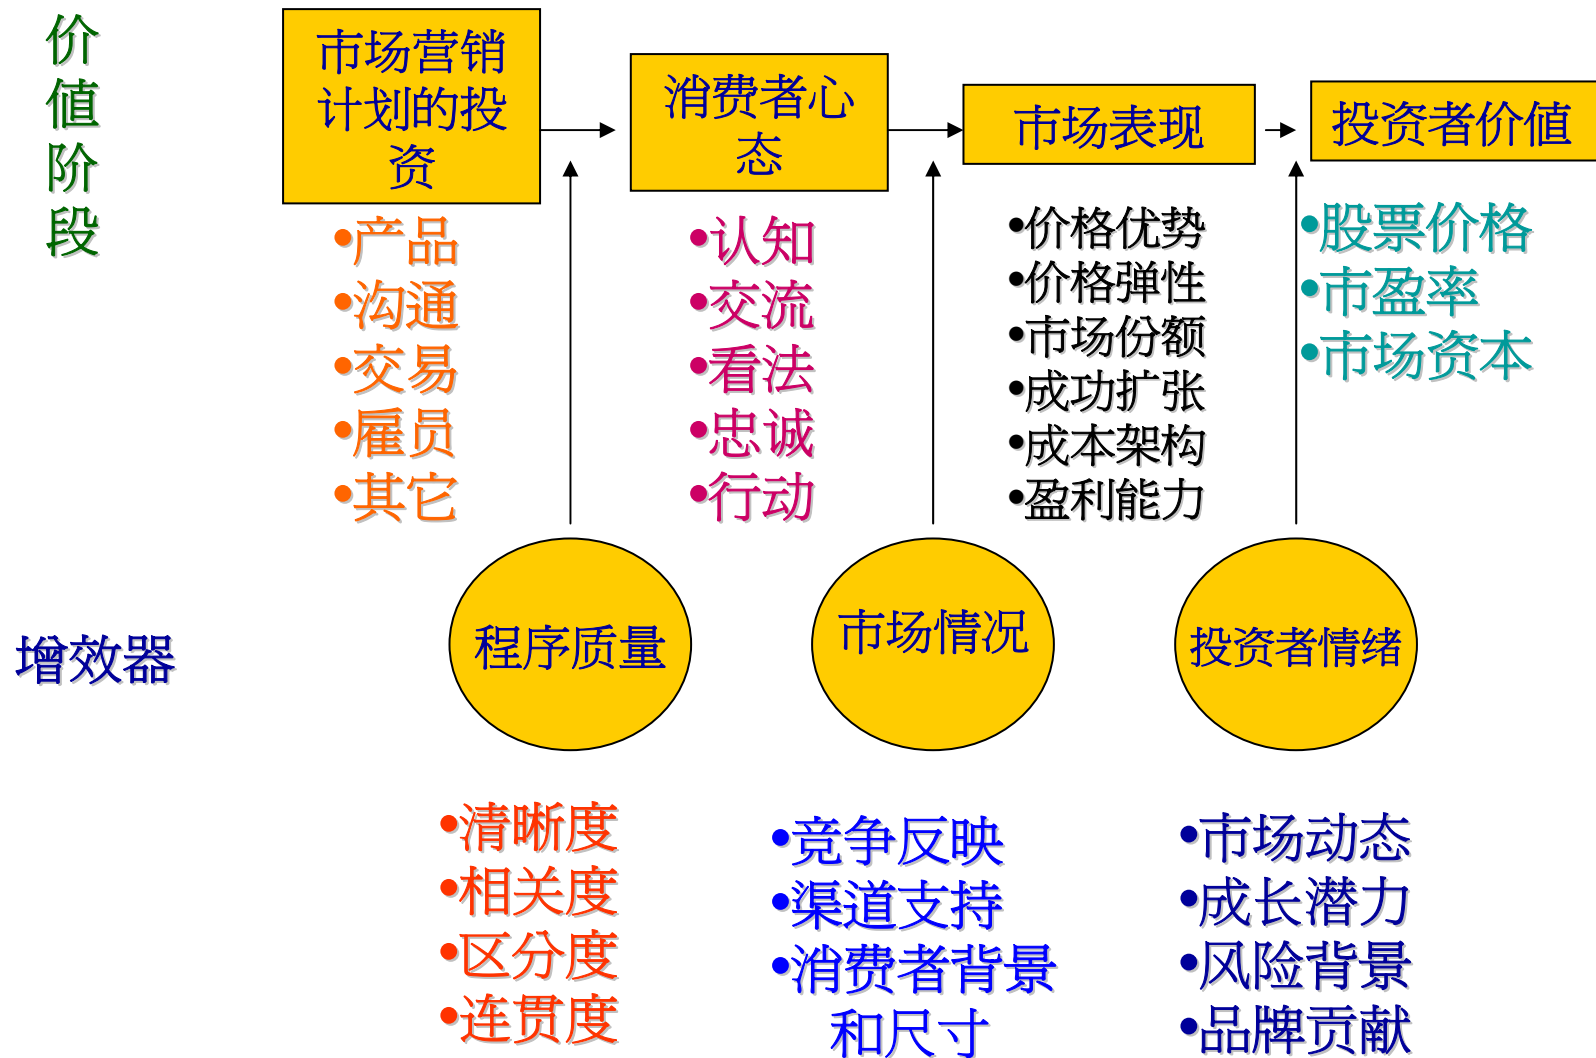 价
值
阶
段
市场营销
计划的投
资
消费者心
态
市场表现
投资者价值
•产品
•沟通
•交易
•雇员
•其它
•认知
•交流
•看法
•忠诚
•行动
•价格优势
•价格弹性
•市场份额
•成功扩张
•成本架构
•盈利能力
•股票价格
•市盈率
•市场资本
增效器
程序质量
市场情况
投资者情绪
•清晰度
•相关度
•区分度
•连贯度
•竞争反映
•渠道支持
•消费者背景
和尺寸
•市场动态
•成长潜力
•风险背景
•品牌贡献